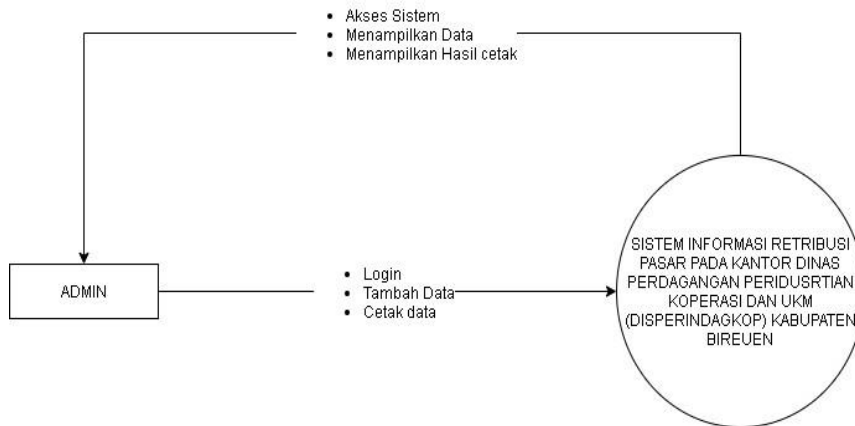 • Akses Sistem
• Menampilkan Data
• Menampilkan Hasil cetak
ADMIN
• Login
• Tambah Data
• Cetak data
SISTEM INFORMASI RETRIBUSI
PASAR PADA KANTOR DINAS
PERDAGANGAN PERIDUSRTIAN
KOPERASI DAN UKM
(DISPERINDAGKOP) KABUPATEN
BIREUEN